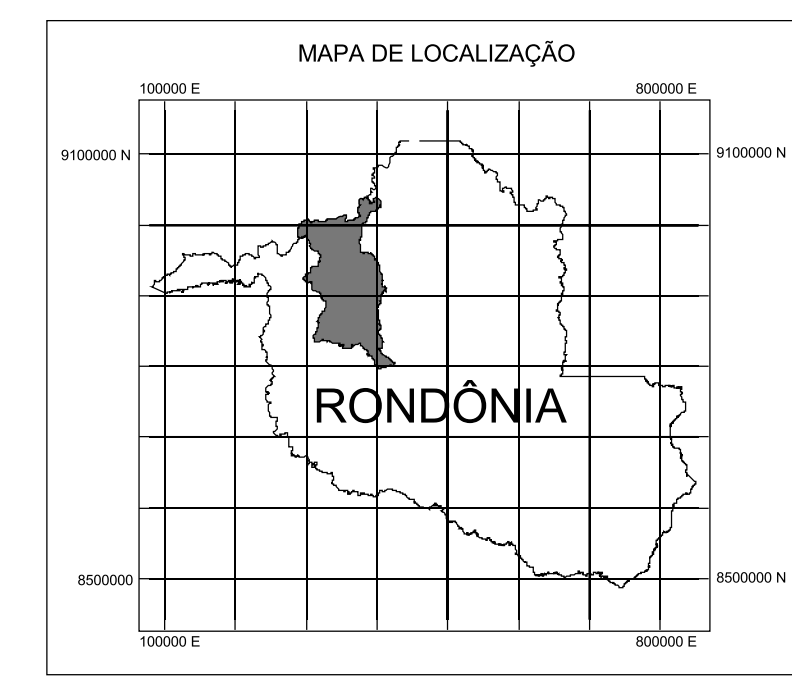 MAPA DE LOCALIZAÇÃO
100000 E
800000 E
9100000 N
9100000 N
RONDÔNIA
8500000
8500000 N
100000 E
800000 E